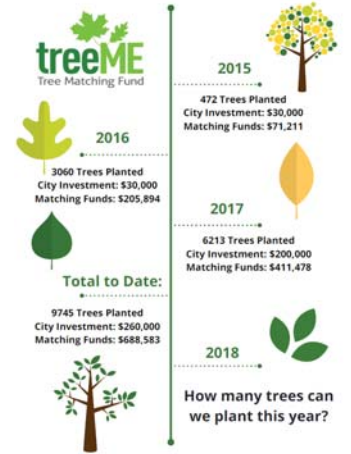 treeME
Tree Matching Fund
2015
472 Trees Planted
City Investment: $30,000
Matching Funds: $71,211
2016
3060 Trees Planted
City Investment: $30,000
Matching Funds: $205,894
2017
6213 Trees Planted
City Investment: $200,000
Matching Funds: $411,478
Total to Date:
9745 Trees Planted
City Investment: $260,000
Matching Funds: $688,583
2018
How many trees can
we plant this year?